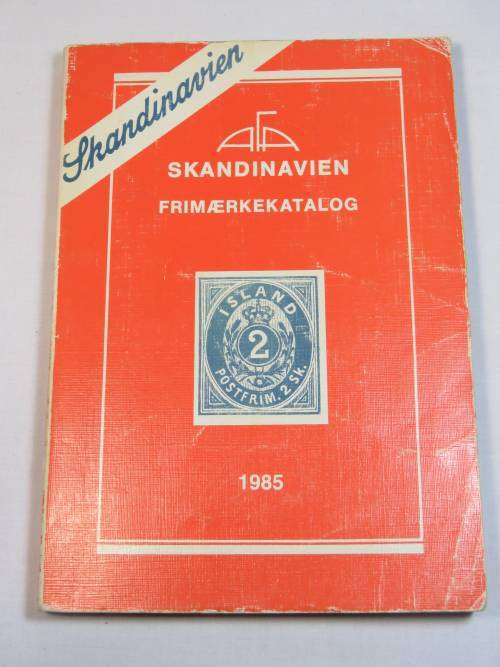 Skandinavien
AFA
SKANDINAVIEN
FRIMÆRKEKATALOG
ISLAND
2
POSTFRIM. 2 SK.
1985